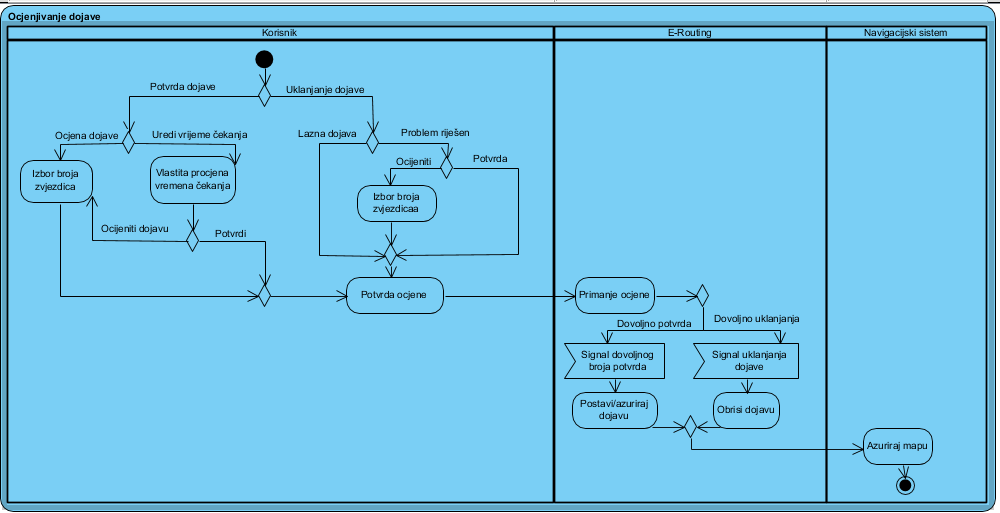 Ocjenjivanje dojave
Korisnik
E-Routing
Navigacijski sistem
Potvrda dojave
Uklanjanje dojave
Ocjena dojave
Uredi vrijeme čekanja
Lazna dojava
Problem riješen
Izbor broja
zvjezdica
Vlastita procjena
vremena čekanja
Ocijeniti
Potvrda
Izbor broja
zvjezdicaa
Ocijeniti dojavu
Potvrdi
Potvrda ocjene
Primanje ocjene
Dovoljno potvrda
Dovoljno uklanjanja
Signal dovoljnog
broja potvrda
Signal uklanjanja
dojave
Postavi/azuriraj
dojavu
Obrisi dojavu
Azuriraj mapu